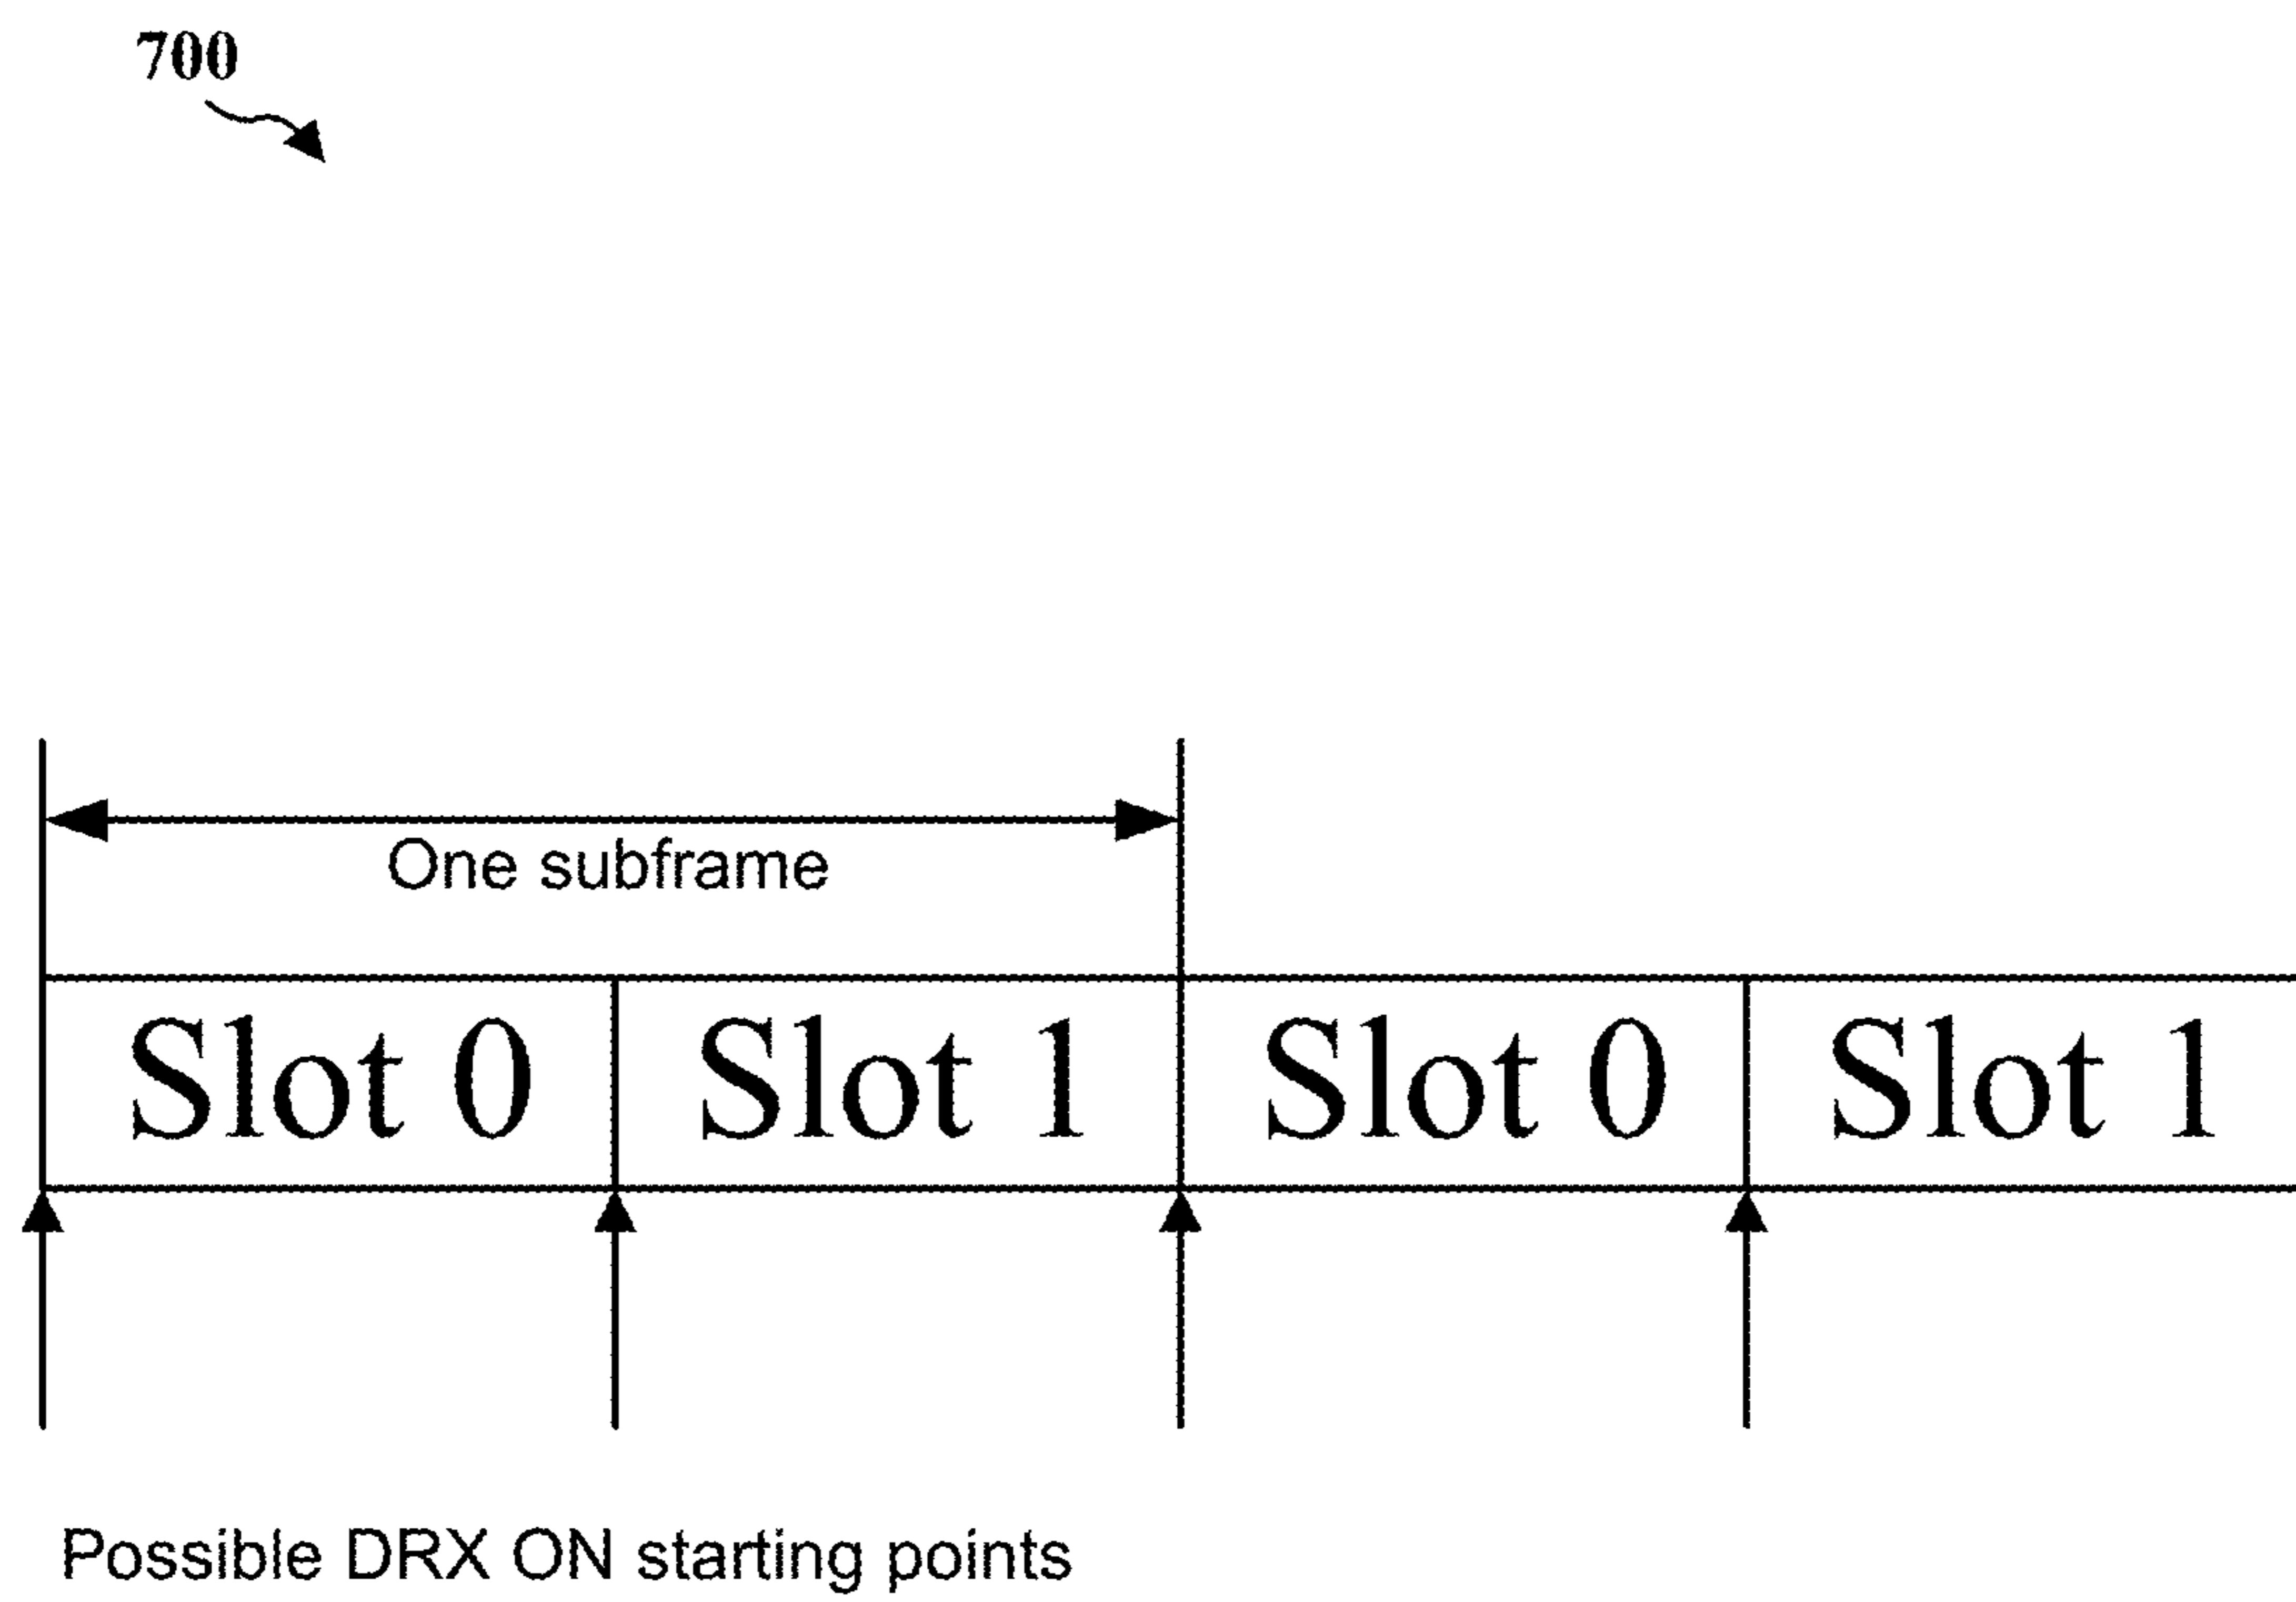 700
One subframe
Slot 0 Slot 1 Slot 0 Slot 1
Possible DRX ON starting points